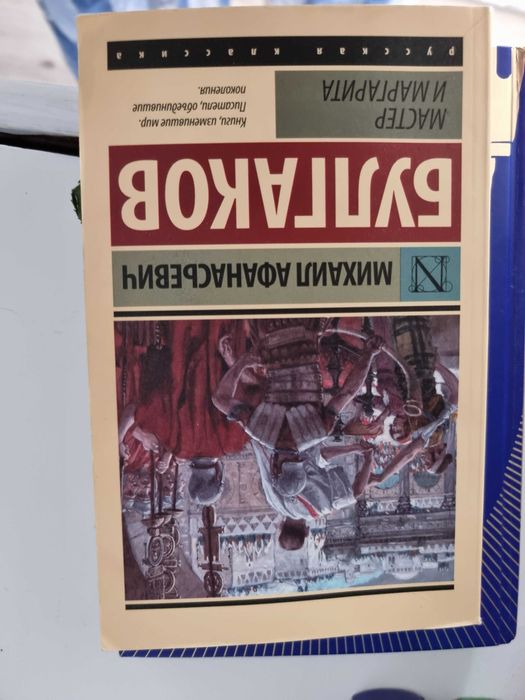 русская классика
МАСТЕР
И МАРГАРИТА
Книги, изменившие мир.
Писатели, объединившие
поколения.
БУЛГАКОВ
МИХАИЛ АФАНАСЬЕВИЧ
N